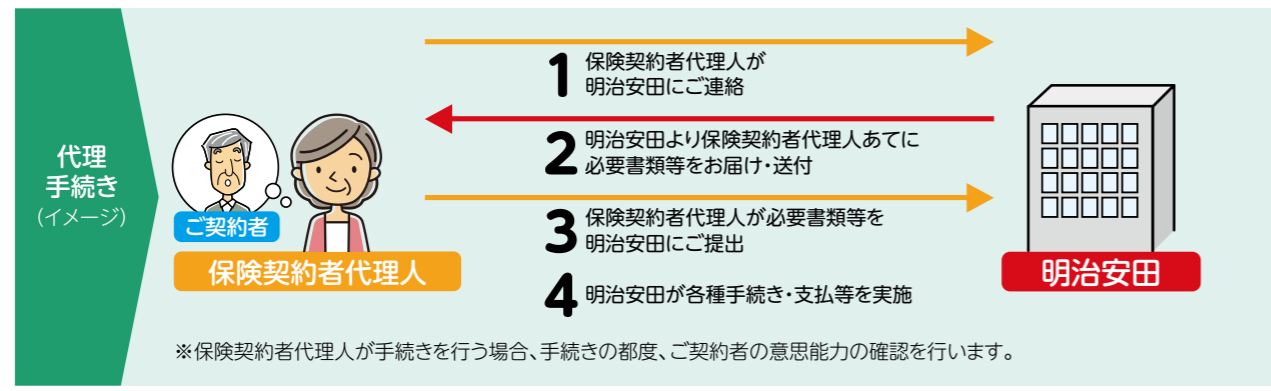 代理
手続き
(イメージ)
ご契約者
保険契約者代理人
1 保険契約者代理人が
明治安田にご連絡
2 明治安田より保険契約者代理人あてに
必要書類等をお届け・送付
3 保険契約者代理人が必要書類等を
明治安田にご提出
4 明治安田が各種手続き・支払等を実施
明治安田
※保険契約者代理人が手続きを行う場合、手続きの都度、ご契約者の意思能力の確認を行います。